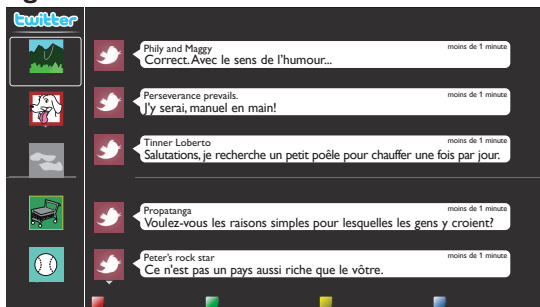 twitter
Phily and Maggy
moins de 1 minute
Correct. Avec le sens de l'humour...
Perseverance prevails.
moins de 1 minute
J'y serai, manuel en main!
Tinner Loberto
moins de 1 minute
Salutations, je recherche un petit poêle pour chauffer une fois par jour.
Propatanga
moins de 1 minute
Voulez-vous les raisons simples pour lesquelles les gens y croient?
Peter's rock star
moins de 1 minute
Ce n'est pas un pays aussi riche que le vôtre.